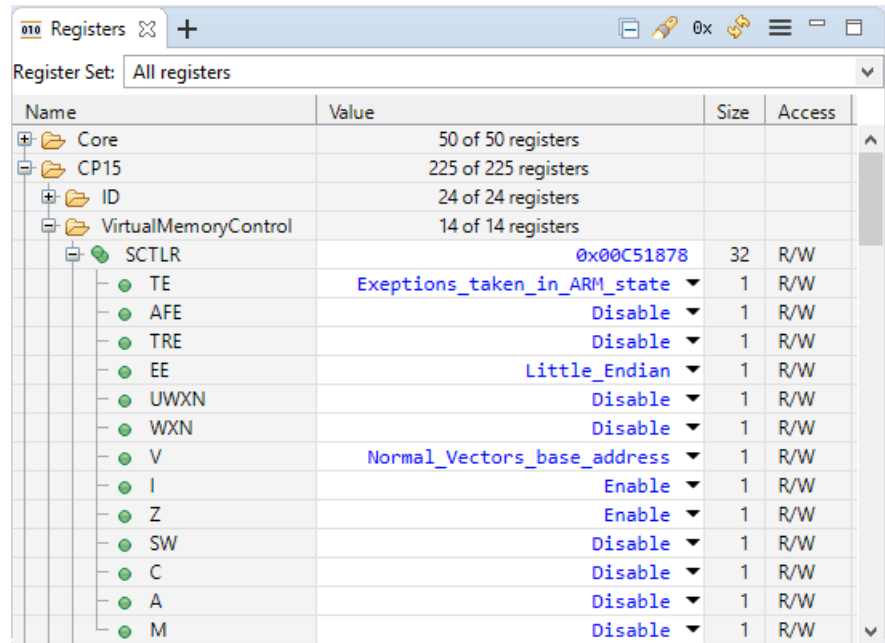 010 Registers
0x
Register Set: All registers
Name Value Size Access
Core 50 of 50 registers
CP15 225 of 225 registers
ID 24 of 24 registers
VirtualMemoryControl 14 of 14 registers
SCTLR 0x00C51878 32 R/W
TE Exeptions_taken_in_ARM_state 1 R/W
AFE Disable 1 R/W
TRE Disable 1 R/W
EE Little_Endian 1 R/W
UWXN Disable 1 R/W
WXN Disable 1 R/W
V Normal_Vectors_base_address 1 R/W
I Enable 1 R/W
Z Enable 1 R/W
SW Disable 1 R/W
C Disable 1 R/W
A Disable 1 R/W
M Disable 1 R/W